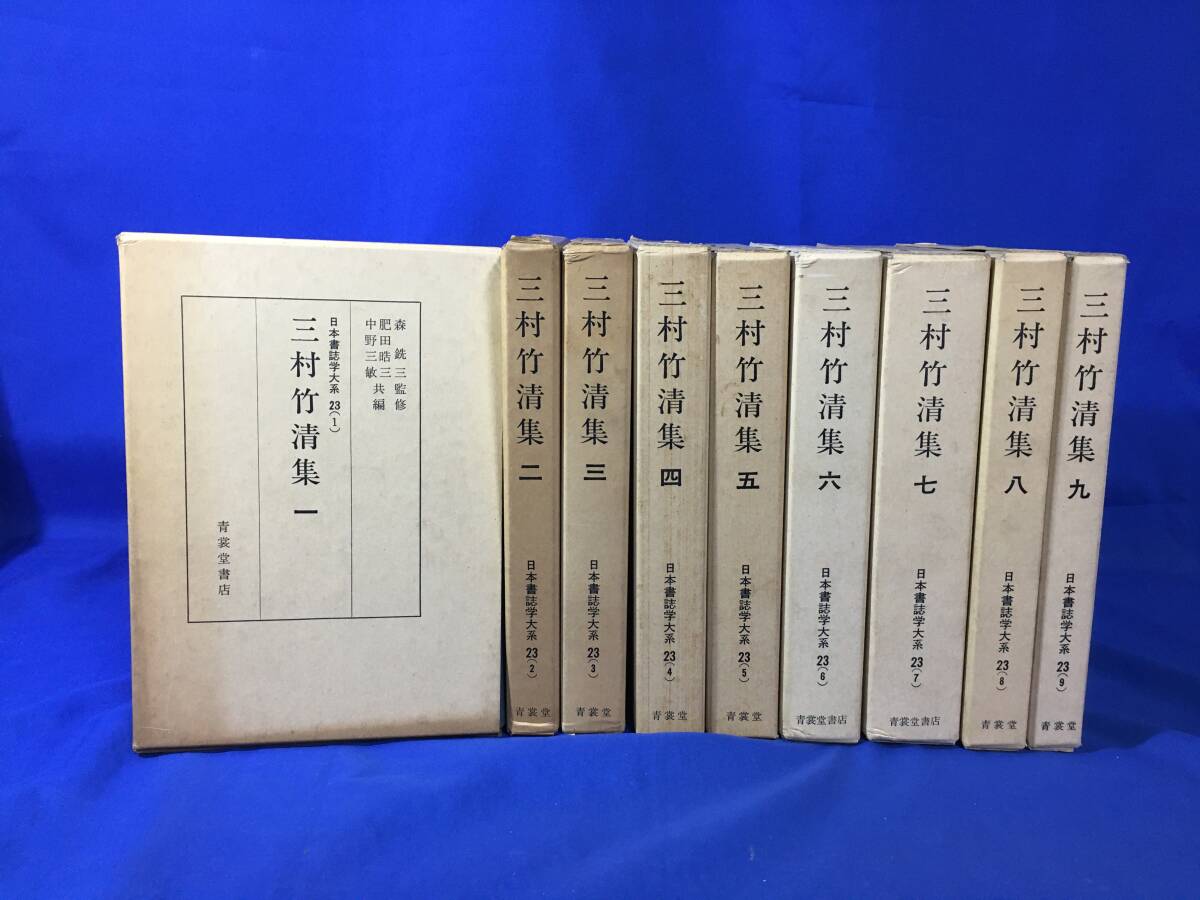 森銑三監修
肥田晧三
中野三敏 共編
日本書誌学大系 23(1)
三村竹清集 一
青裳堂書店
三村竹清集 二
日本書誌学大系 23(2)
青裳堂
三村竹清集 三
日本書誌学大系 23(3)
青裳堂
三村竹清集 四
日本書誌学大系 23(4)
青裳堂
三村竹清集 五
日本書誌学大系 23(5)
青裳堂
三村竹清集 六
日本書誌学大系 23(6)
青裳堂書店
三村竹清集 七
日本書誌学大系 23(7)
青裳堂書店
三村竹清集 八
日本書誌学大系 23(8)
青裳堂
三村竹清集 九
日本書誌学大系 23(9)
青裳堂